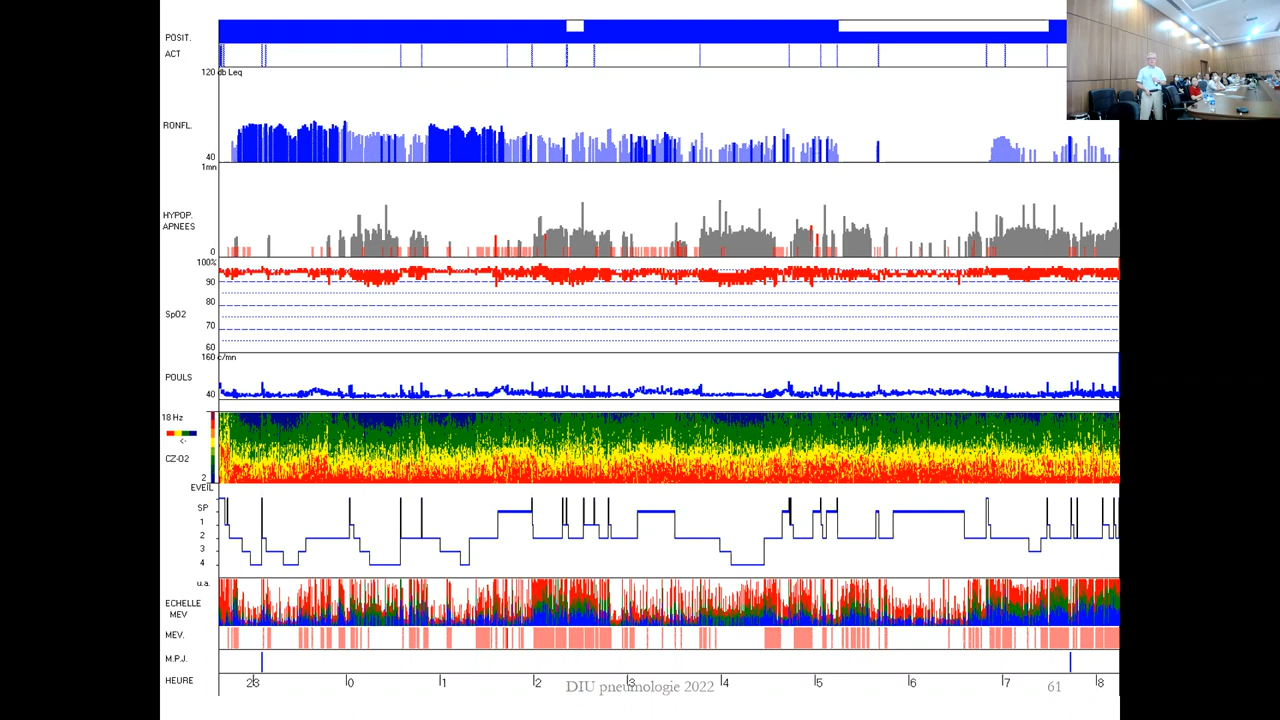 POSIT.
ACT
120 db Leq
RONFL.
40
1mn
HYPOP.
APNEES
0
100%
90
80
SpO2
70
60
160 c/mn
POULS
40
18 Hz
<-
CZ-O2
2
EVEIL
SP
1
2
3
4
u.a.
ECHELLE
MEV
MEV.
M.P.J.
HEURE 23 0 1 2 3 4 5 6 7 8
DIU pneumologie 2022 61